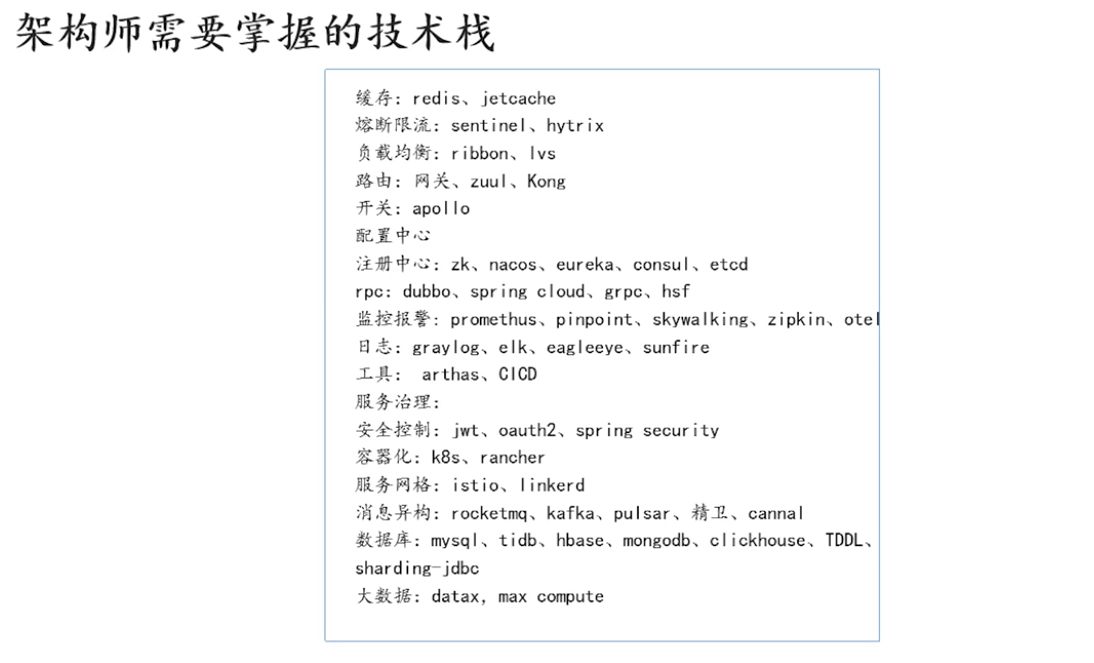 架构师需要掌握的技术栈
缓存：redis、jetcache
熔断限流：sentinel、hytrix
负载均衡：ribbon、lvs
路由：网关、zuul、Kong
开关：apollo
配置中心
注册中心：zk、nacos、eureka、consul、etcd
rpc：dubbo、spring cloud、grpc、hsf
监控报警：promethus、pinpoint、skywalking、zipkin、otel
日志：graylog、elk、eagleeye、sunfire
工具： arthas、CICD
服务治理：
安全控制：jwt、oauth2、spring security
容器化：k8s、rancher
服务网格：istio、linkerd
消息异构：rocketmq、kafka、pulsar、精卫、cannal
数据库：mysql、tidb、hbase、mongodb、clickhouse、TDDL、
sharding-jdbc
大数据：datax，max compute